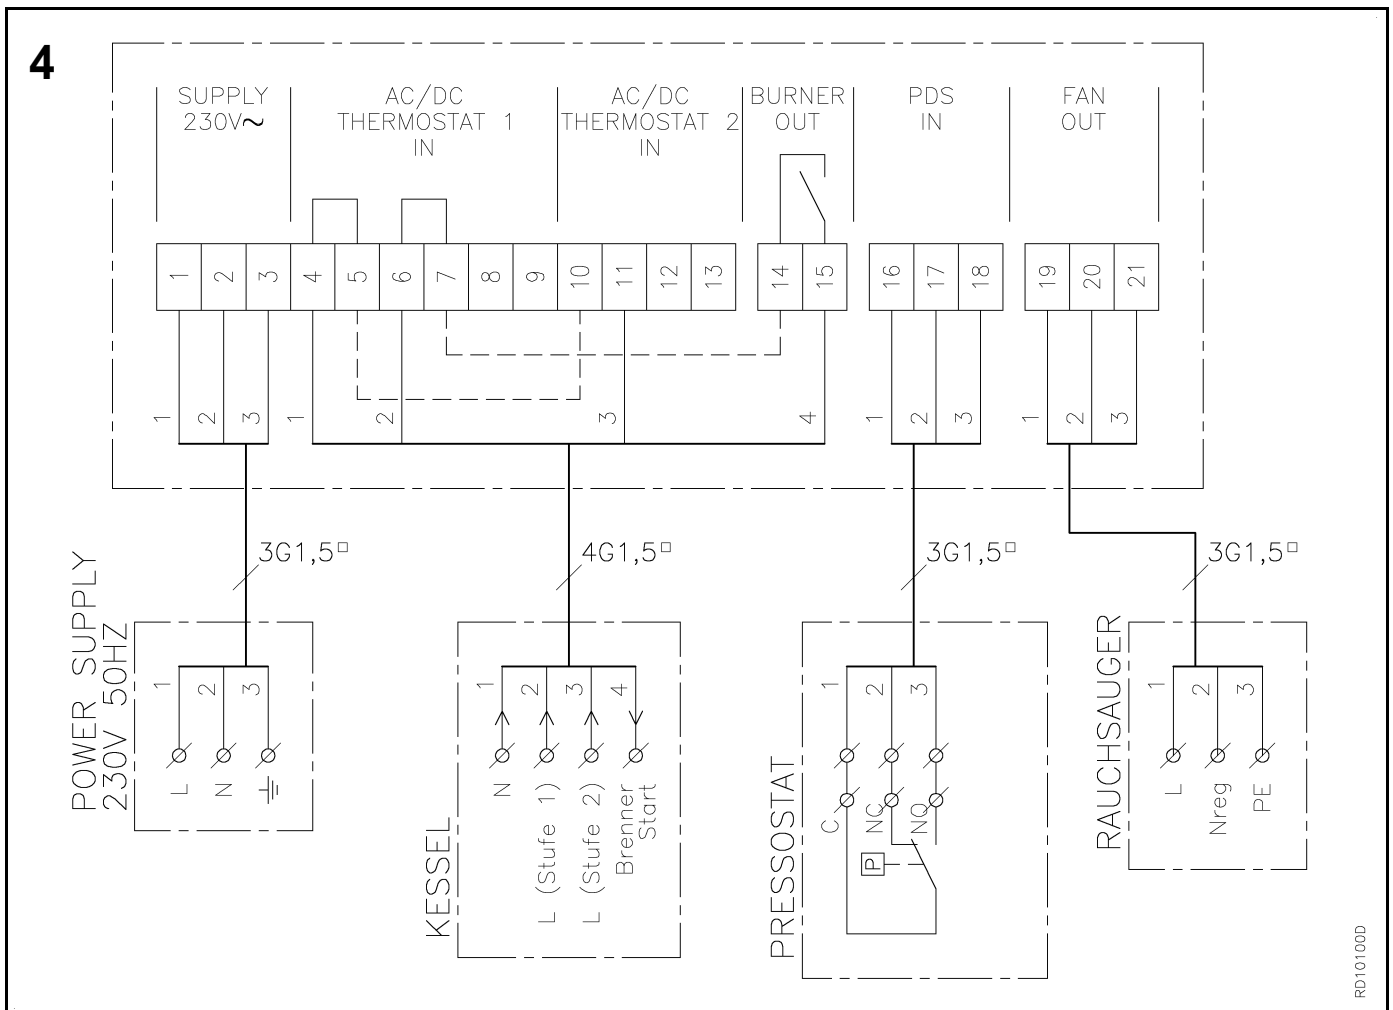 4
SUPPLY
230V~
AC/DC
THERMOSTAT 1
IN
AC/DC
THERMOSTAT 2
IN
BURNER
OUT
PDS
IN
FAN
OUT
1 2 3 4 5 6 7 8 9 10 11 12 13 14 15 16 17 18 19 20 21
1 2 3 1 2 3 4 1 2 3 1 2 3
3G1,5□
4G1,5□
3G1,5□
3G1,5□
POWER SUPPLY
230V 50HZ
1 2 3
L N
KESSEL
1 2 3 4
N
L (Stufe 1)
L (Stufe 2)
Brenner
Start
PRESSOSTAT
1 2 3
C NC NO
P
RAUCHSAUGER
1 2 3
L Nreg PE
RD10100D